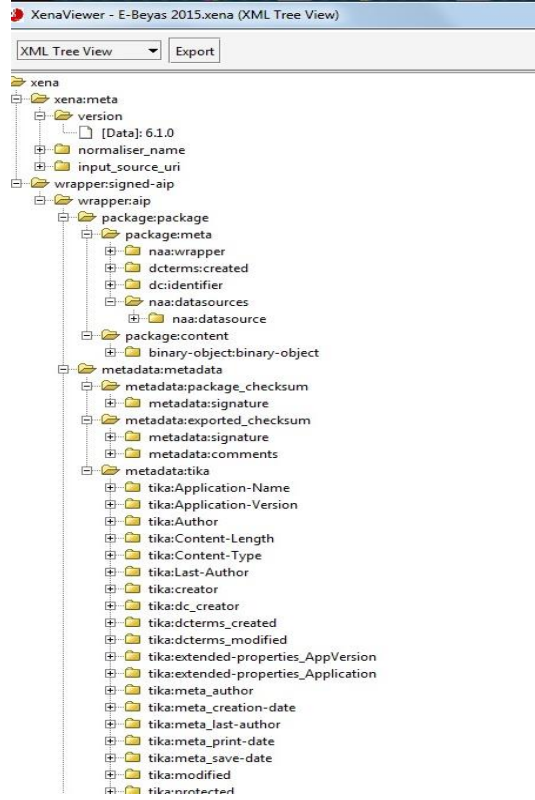 XenaViewer - E-Beyas 2015.xena (XML Tree View)
XML Tree View
Export
xena
xena:meta
version
[Data]: 6.1.0
normaliser_name
input_source_uri
wrapper:signed-aip
wrapper:aip
package:package
package:meta
naa:wrapper
dcterms:created
dc:identifier
naa:datasources
naa:datasource
package:content
binary-object:binary-object
metadata:metadata
metadata:package_checksum
metadata:signature
metadata:exported_checksum
metadata:signature
metadata:comments
metadata:tika
tika:Application-Name
tika:Application-Version
tika:Author
tika:Content-Length
tika:Content-Type
tika:Last-Author
tika:creator
tika:dc_creator
tika:dcterms_created
tika:dcterms_modified
tika:extended-properties_AppVersion
tika:extended-properties_Application
tika:meta_author
tika:meta_creation-date
tika:meta_last-author
tika:meta_print-date
tika:meta_save-date
tika:modified
tika:protected